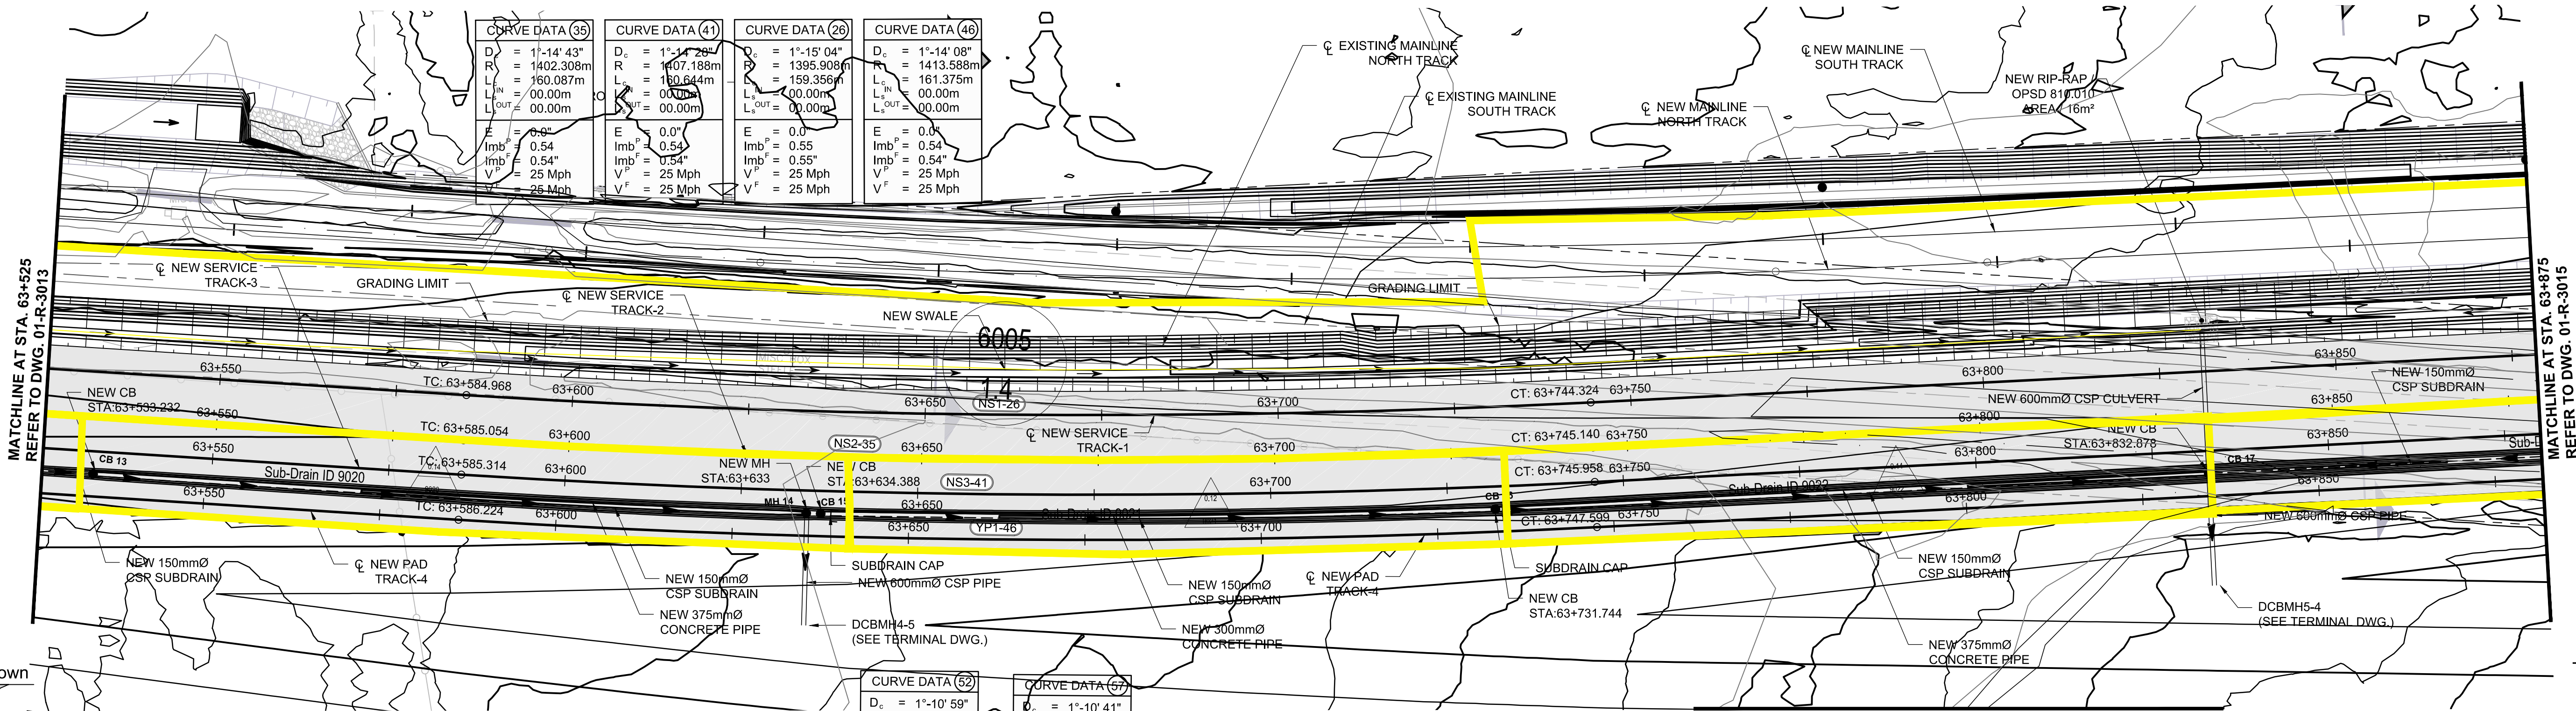 CURVE DATA 35
Dc = 1°-14' 43"
R = 1402.308m
Lc = 160.087m
Ls IN = 00.00m
Ls OUT = 00.00m
E = 0.0"
Imb P = 0.54
Imb F = 0.54"
V P = 25 Mph
V F = 25 Mph
CURVE DATA 41
Dc = 1°-14' 28"
R = 1407.188m
Lc = 160.644m
Ls IN = 00.00m
Ls OUT = 00.00m
E = 0.0"
Imb P = 0.54
Imb F = 0.54"
V P = 25 Mph
V F = 25 Mph
CURVE DATA 26
Dc = 1°-15' 04"
R = 1395.908m
Lc = 159.356m
Ls IN = 00.00m
Ls OUT = 00.00m
E = 0.0"
Imb P = 0.55
Imb F = 0.55"
V P = 25 Mph
V F = 25 Mph
CURVE DATA 46
Dc = 1°-14' 08"
R = 1413.588m
Lc = 161.375m
Ls IN = 00.00m
Ls OUT = 00.00m
E = 0.0"
Imb P = 0.54
Imb F = 0.54"
V P = 25 Mph
V F = 25 Mph
℄ EXISTING MAINLINE
NORTH TRACK
℄ EXISTING MAINLINE
SOUTH TRACK
℄ NEW MAINLINE
SOUTH TRACK
℄ NEW MAINLINE
NORTH TRACK
NEW RIP-RAP /
OPSD 810.010
AREA / 16m²
MATCHLINE AT STA. 63+525
REFER TO DWG. 01-R-3013
℄ NEW SERVICE
TRACK-3
GRADING LIMIT
℄ NEW SERVICE
TRACK-2
NEW SWALE
6005
1.4
GRADING LIMIT
MATCHLINE AT STA. 63+875
REFER TO DWG. 01-R-3015
63+550
TC: 63+584.968
63+600
63+650
NS1-26
63+700
CT: 63+744.324
63+750
63+800
63+850
NEW 150mmØ
CSP SUBDRAIN
NEW 600mmØ CSP CULVERT
NEW CB
STA:63+533.232
63+550
TC: 63+585.054
63+600
NS2-35
63+650
℄ NEW SERVICE
TRACK-1
63+700
CT: 63+745.140
63+750
63+800
63+850
NEW CB
STA:63+832.878
63+550
TC: 63+585.314
63+600
NEW MH
STA:63+633
NEW CB
STA:63+634.388
NS3-41
63+650
63+700
CT: 63+745.958
63+750
63+800
63+850
CB 13
Sub-Drain ID 9020
0.14
MH 14
0.12
Sub-Drain ID 9022
CB 17
63+550
TC: 63+586.224
63+600
63+650
YP1-46
63+700
CT: 63+747.599
63+750
63+800
63+850
NEW 600mmØ CSP PIPE
NEW 150mmØ
CSP SUBDRAIN
℄ NEW PAD
TRACK-4
NEW 150mmØ
CSP SUBDRAIN
NEW 375mmØ
CONCRETE PIPE
SUBDRAIN CAP
NEW 600mmØ CSP PIPE
DCBMH4-5
(SEE TERMINAL DWG.)
NEW 150mmØ
CSP SUBDRAIN
NEW 300mmØ
CONCRETE PIPE
℄ NEW PAD
TRACK-4
SUBDRAIN CAP
NEW CB
STA:63+731.744
NEW 150mmØ
CSP SUBDRAIN
NEW 375mmØ
CONCRETE PIPE
DCBMH5-4
(SEE TERMINAL DWG.)
own
CURVE DATA 52
Dc = 1°-10' 59"
CURVE DATA 57
Dc = 1°-10' 41"